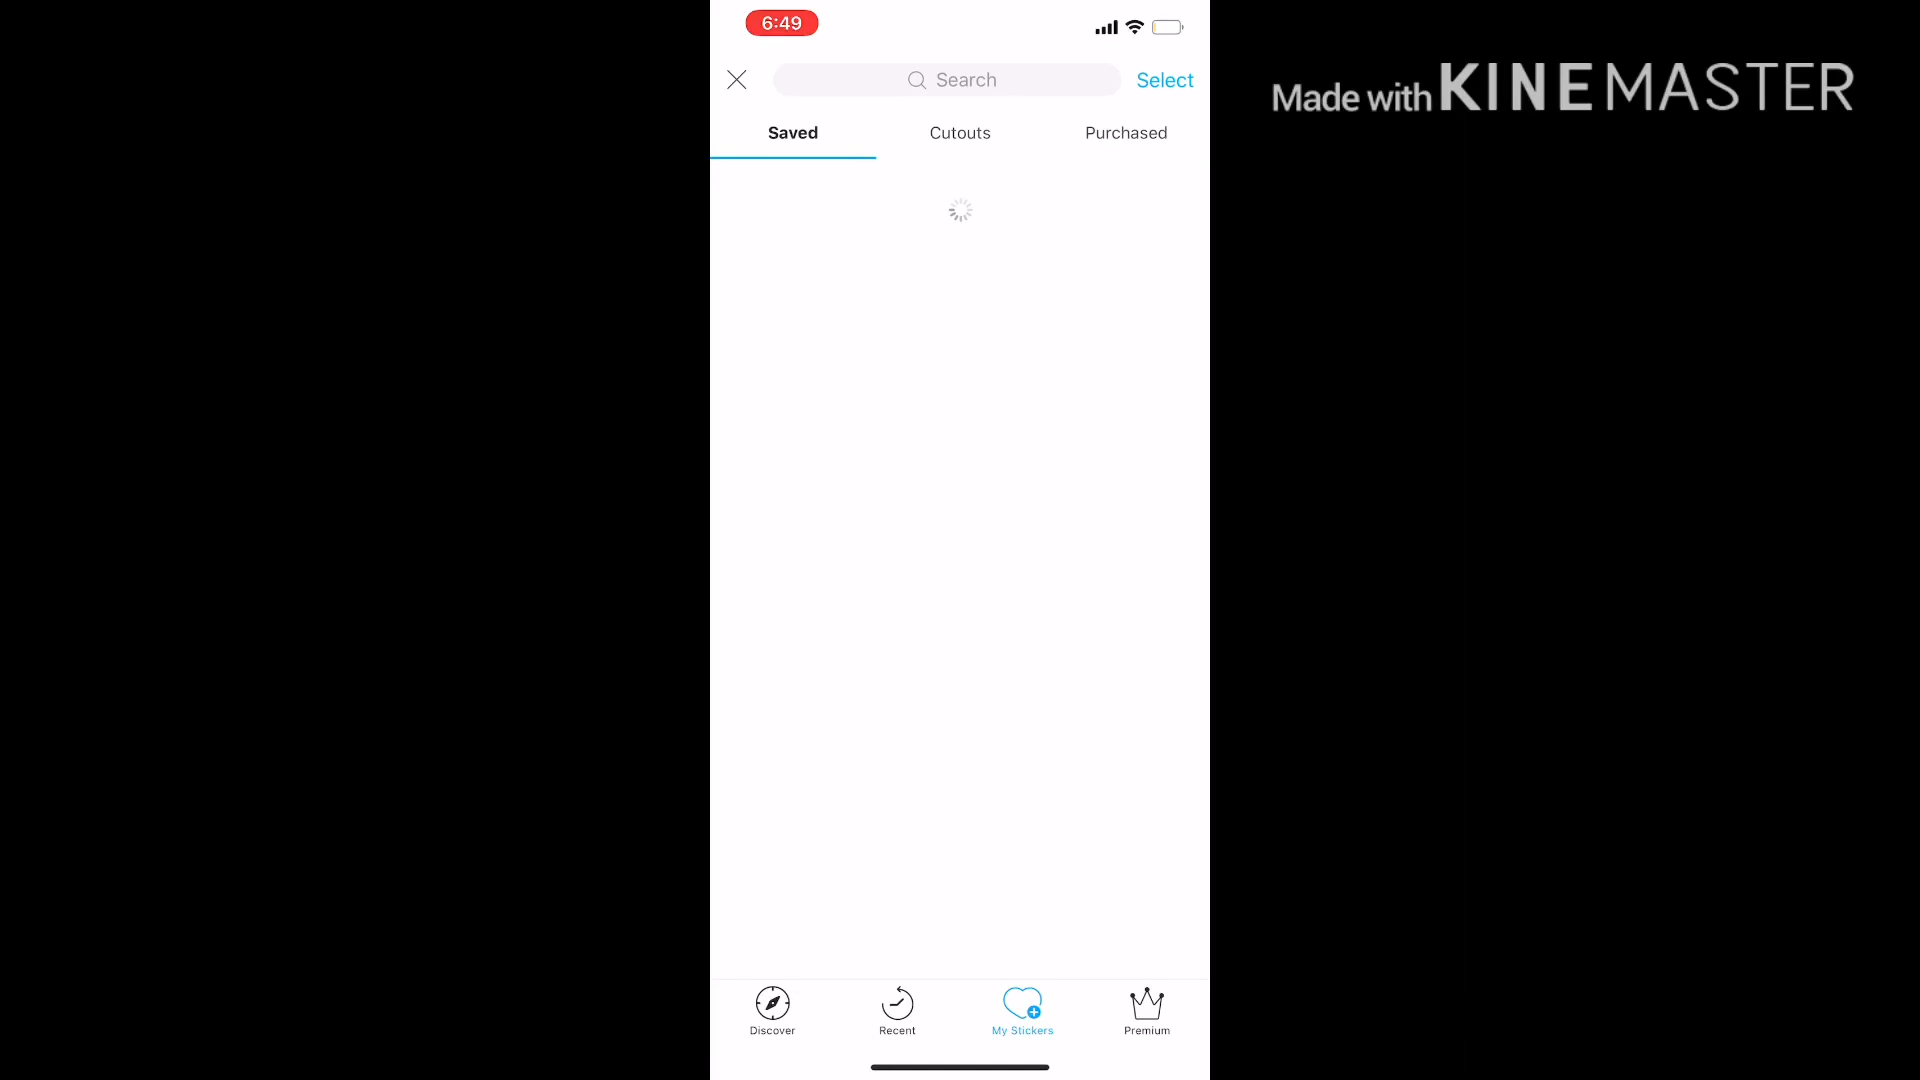 6:49
Made with KINEMASTER
Search
Select
Saved
Cutouts
Purchased
Discover
Recent
My Stickers
Premium